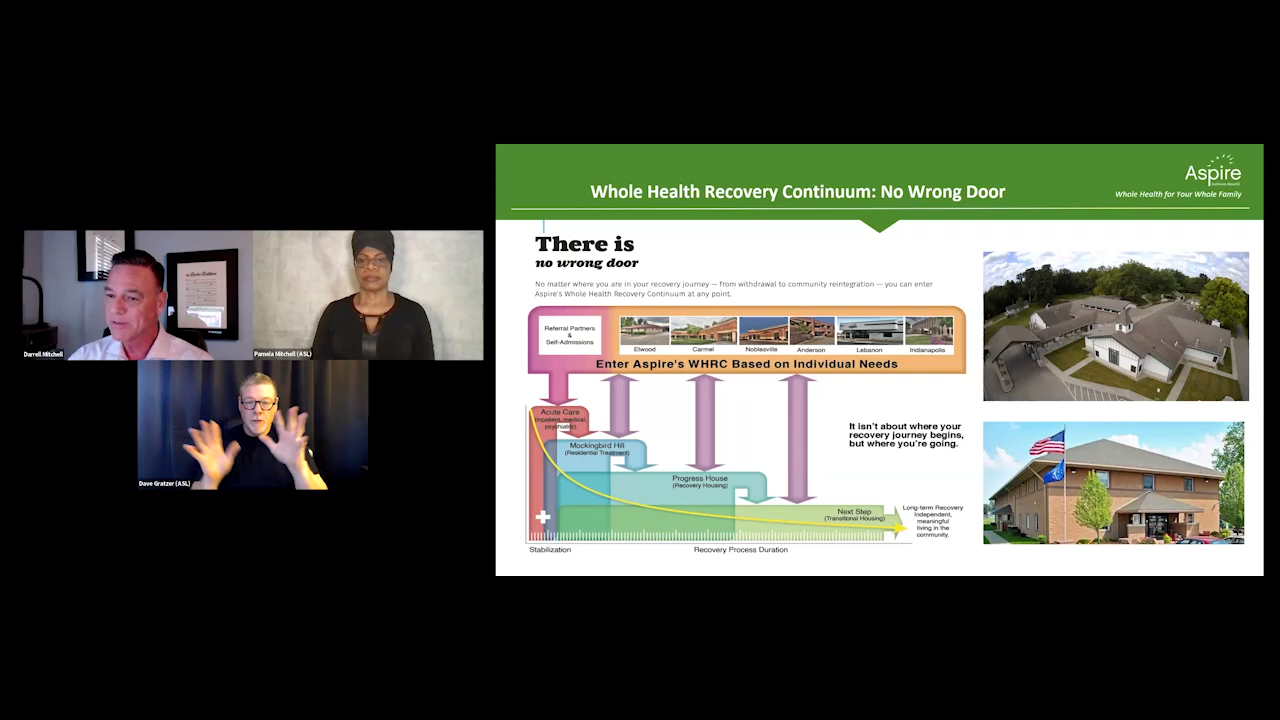 Whole Health Recovery Continuum: No Wrong Door
Aspire
Indiana Health
Whole Health for Your Whole Family
There is
no wrong door
No matter where you are in your recovery journey — from withdrawal to community reintegration — you can enter
Aspire's Whole Health Recovery Continuum at any point.
Referral Partners
&
Self-Admissions
Elwood
Carmel
Noblesville
Anderson
Lebanon
Indianapolis
Enter Aspire's WHRC Based on Individual Needs
Acute Care
(inpatient, medical,
psychiatric)
Mockingbird Hill
(Residential Treatment)
Progress House
(Recovery Housing)
Next Step
(Transitional Housing)
It isn't about where your
recovery journey begins,
but where you're going.
Long-term Recovery
Independent,
meaningful
living in the
community.
Stabilization
Recovery Process Duration
Darrell Mitchell
Pamela Mitchell (ASL)
Dave Gratzer (ASL)